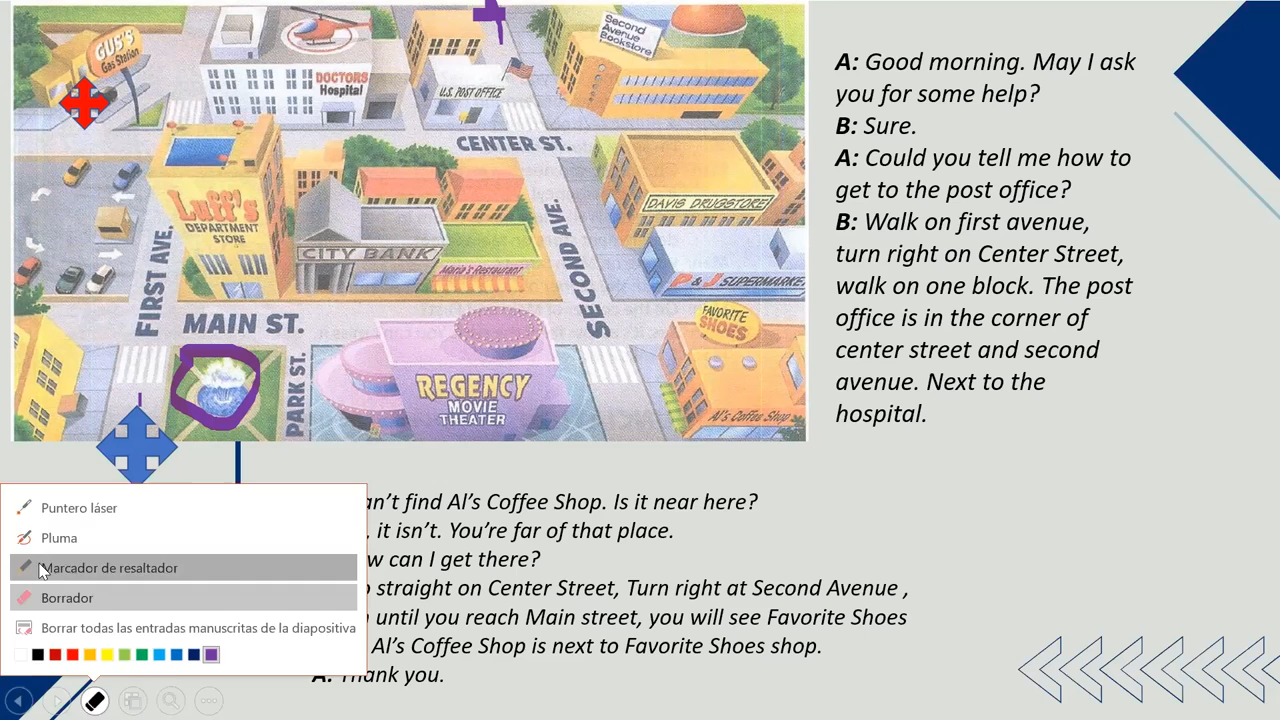 GUS's
Gas Station
DOCTORS
Hospital
U.S. POST OFFICE
Second
Avenue
Bookstore
CENTER ST.
Luff's
DEPARTMENT
STORE
CITY BANK
Maria's Restaurant
DAVIS DRUGSTORE
P & J SUPERMARKE
FIRST AVE.
SECOND AVE.
MAIN ST.
PARK ST.
REGENCY
MOVIE
THEATER
FAVORITE
SHOES
Al's Coffee Shop
A: Good morning. May I ask
you for some help?
B: Sure.
A: Could you tell me how to
get to the post office?
B: Walk on first avenue,
turn right on Center Street,
walk on one block. The post
office is in the corner of
center street and second
avenue. Next to the
hospital.
an't find Al's Coffee Shop. Is it near here?
, it isn't. You're far of that place.
w can I get there?
o straight on Center Street, Turn right at Second Avenue ,
until you reach Main street, you will see Favorite Shoes
Al's Coffee Shop is next to Favorite Shoes shop.
A: Thank you.
Puntero láser
Pluma
Marcador de resaltador
Borrador
Borrar todas las entradas manuscritas de la diapositiva